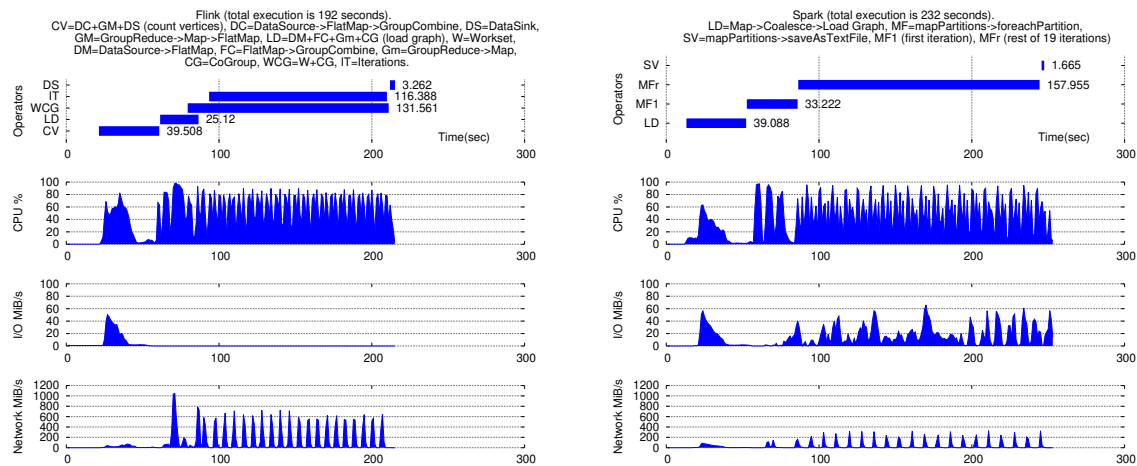 Flink (total execution is 192 seconds).
CV=DC+GM+DS (count vertices), DC=DataSource->FlatMap->GroupCombine, DS=DataSink,
GM=GroupReduce->Map->FlatMap, LD=DM+FC+Gm+CG (load graph), W=Workset,
DM=DataSource->FlatMap, FC=FlatMap->GroupCombine, Gm=GroupReduce->Map,
CG=CoGroup, WCG=W+CG, IT=Iterations.
Operators
DS 3.262
IT 116.388
WCG 131.561
LD 25.12
CV 39.508
Time(sec)
0 100 200 300
CPU %
100
80
60
40
20
0
0 100 200 300
I/O MiB/s
100
80
60
40
20
0
0 100 200 300
Network MiB/s
1200
1000
800
600
400
200
0
0 100 200 300
Spark (total execution is 232 seconds).
LD=Map->Coalesce->Load Graph, MF=mapPartitions->foreachPartition,
SV=mapPartitions->saveAsTextFile, MF1 (first iteration), MFr (rest of 19 iterations)
Operators
SV 1.665
MFr 157.955
MF1 33.222
LD 39.088
Time(sec)
0 100 200 300
CPU %
100
80
60
40
20
0
0 100 200 300
I/O MiB/s
100
80
60
40
20
0
0 100 200 300
Network MiB/s
1200
1000
800
600
400
200
0
0 100 200 300